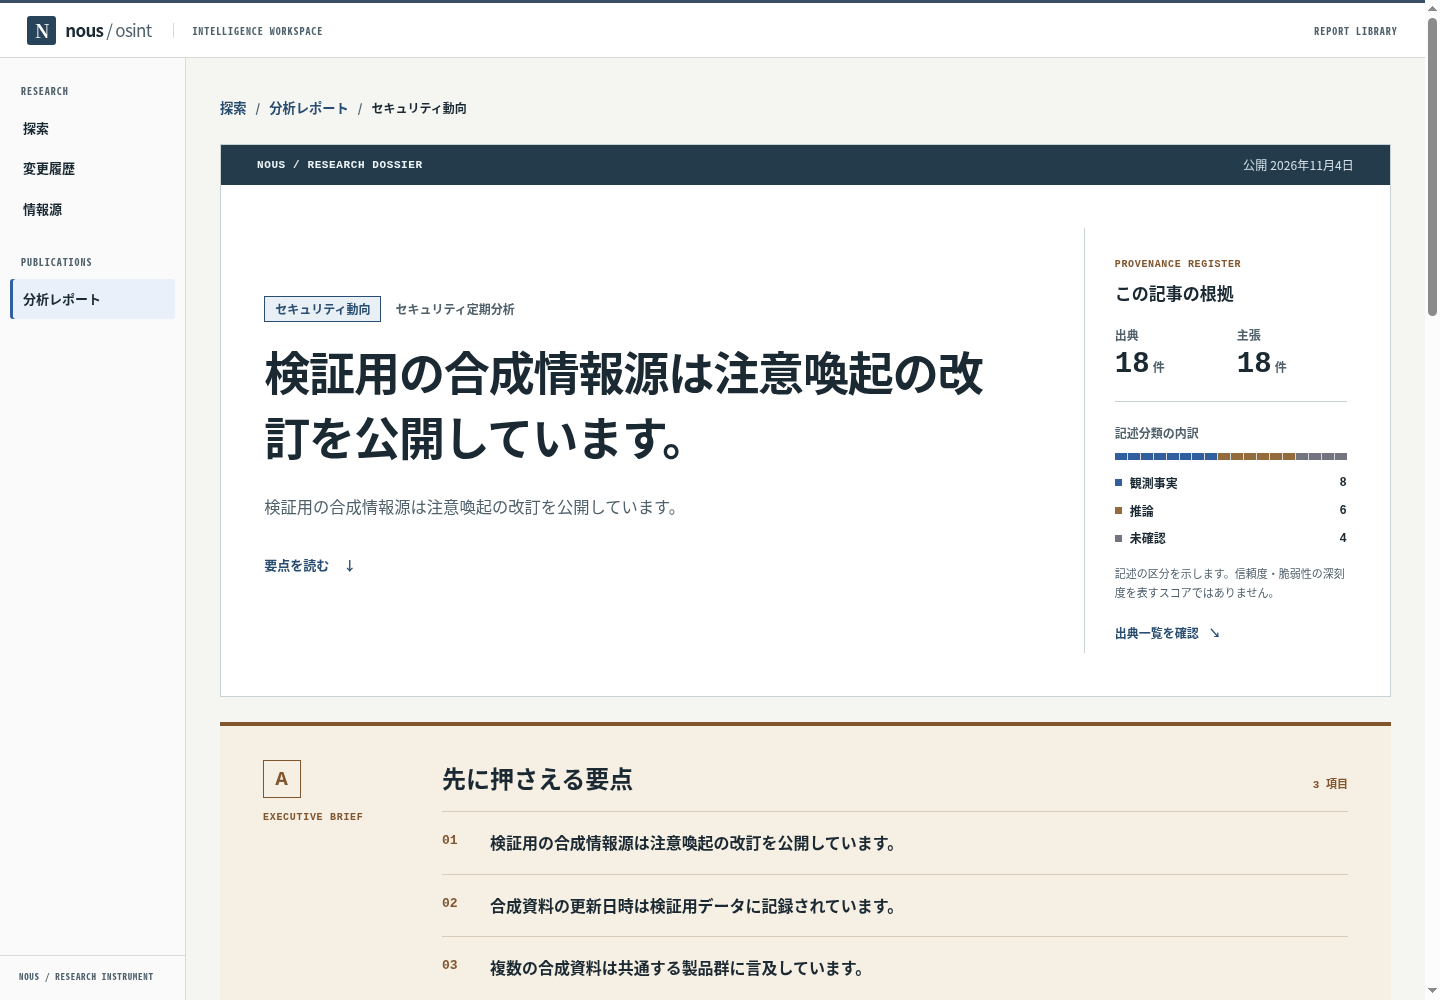 N nous / osint INTELLIGENCE WORKSPACE REPORT LIBRARY
RESEARCH
探索
変更履歴
情報源
PUBLICATIONS
分析レポート
NOUS / RESEARCH INSTRUMENT
探索 / 分析レポート / セキュリティ動向
NOUS / RESEARCH DOSSIER 公開 2026年11月4日
セキュリティ動向 セキュリティ定期分析
検証用の合成情報源は注意喚起の改
訂を公開しています。
検証用の合成情報源は注意喚起の改訂を公開しています。
要点を読む ↓
PROVENANCE REGISTER
この記事の根拠
出典 主張
18 件 18 件
記述分類の内訳
観測事実 8
推論 6
未確認 4
記述の区分を示します。信頼度・脆弱性の深刻
度を表すスコアではありません。
出典一覧を確認 ↘
A
EXECUTIVE BRIEF
先に押さえる要点 3 項目
01 検証用の合成情報源は注意喚起の改訂を公開しています。
02 合成資料の更新日時は検証用データに記録されています。
03 複数の合成資料は共通する製品群に言及しています。